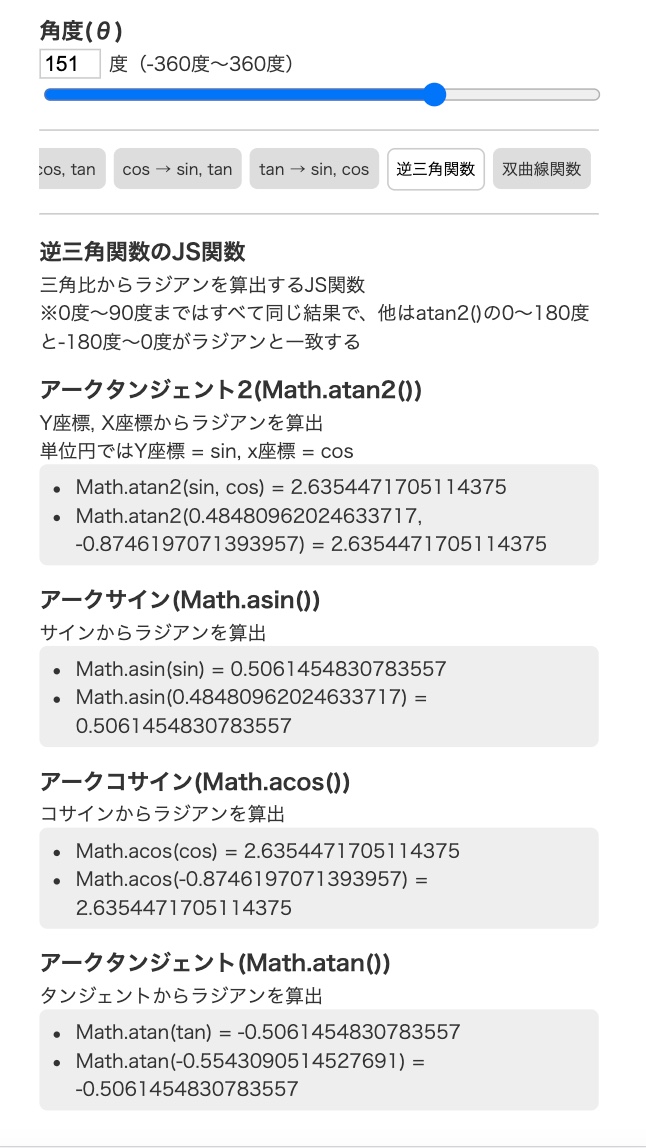 角度(θ)
151 度（-360度〜360度）
cos, tan cos → sin, tan tan → sin, cos 逆三角関数 双曲線関数
逆三角関数のJS関数
三角比からラジアンを算出するJS関数
※0度〜90度まではすべて同じ結果で、他はatan2()の0〜180度
と-180度〜0度がラジアンと一致する
アークタンジェント2(Math.atan2())
Y座標, X座標からラジアンを算出
単位円ではY座標 = sin, x座標 = cos
• Math.atan2(sin, cos) = 2.6354471705114375
• Math.atan2(0.48480962024633717,
-0.8746197071393957) = 2.6354471705114375
アークサイン(Math.asin())
サインからラジアンを算出
• Math.asin(sin) = 0.5061454830783557
• Math.asin(0.48480962024633717) =
0.5061454830783557
アークコサイン(Math.acos())
コサインからラジアンを算出
• Math.acos(cos) = 2.6354471705114375
• Math.acos(-0.8746197071393957) =
2.6354471705114375
アークタンジェント(Math.atan())
タンジェントからラジアンを算出
• Math.atan(tan) = -0.5061454830783557
• Math.atan(-0.5543090514527691) =
-0.5061454830783557